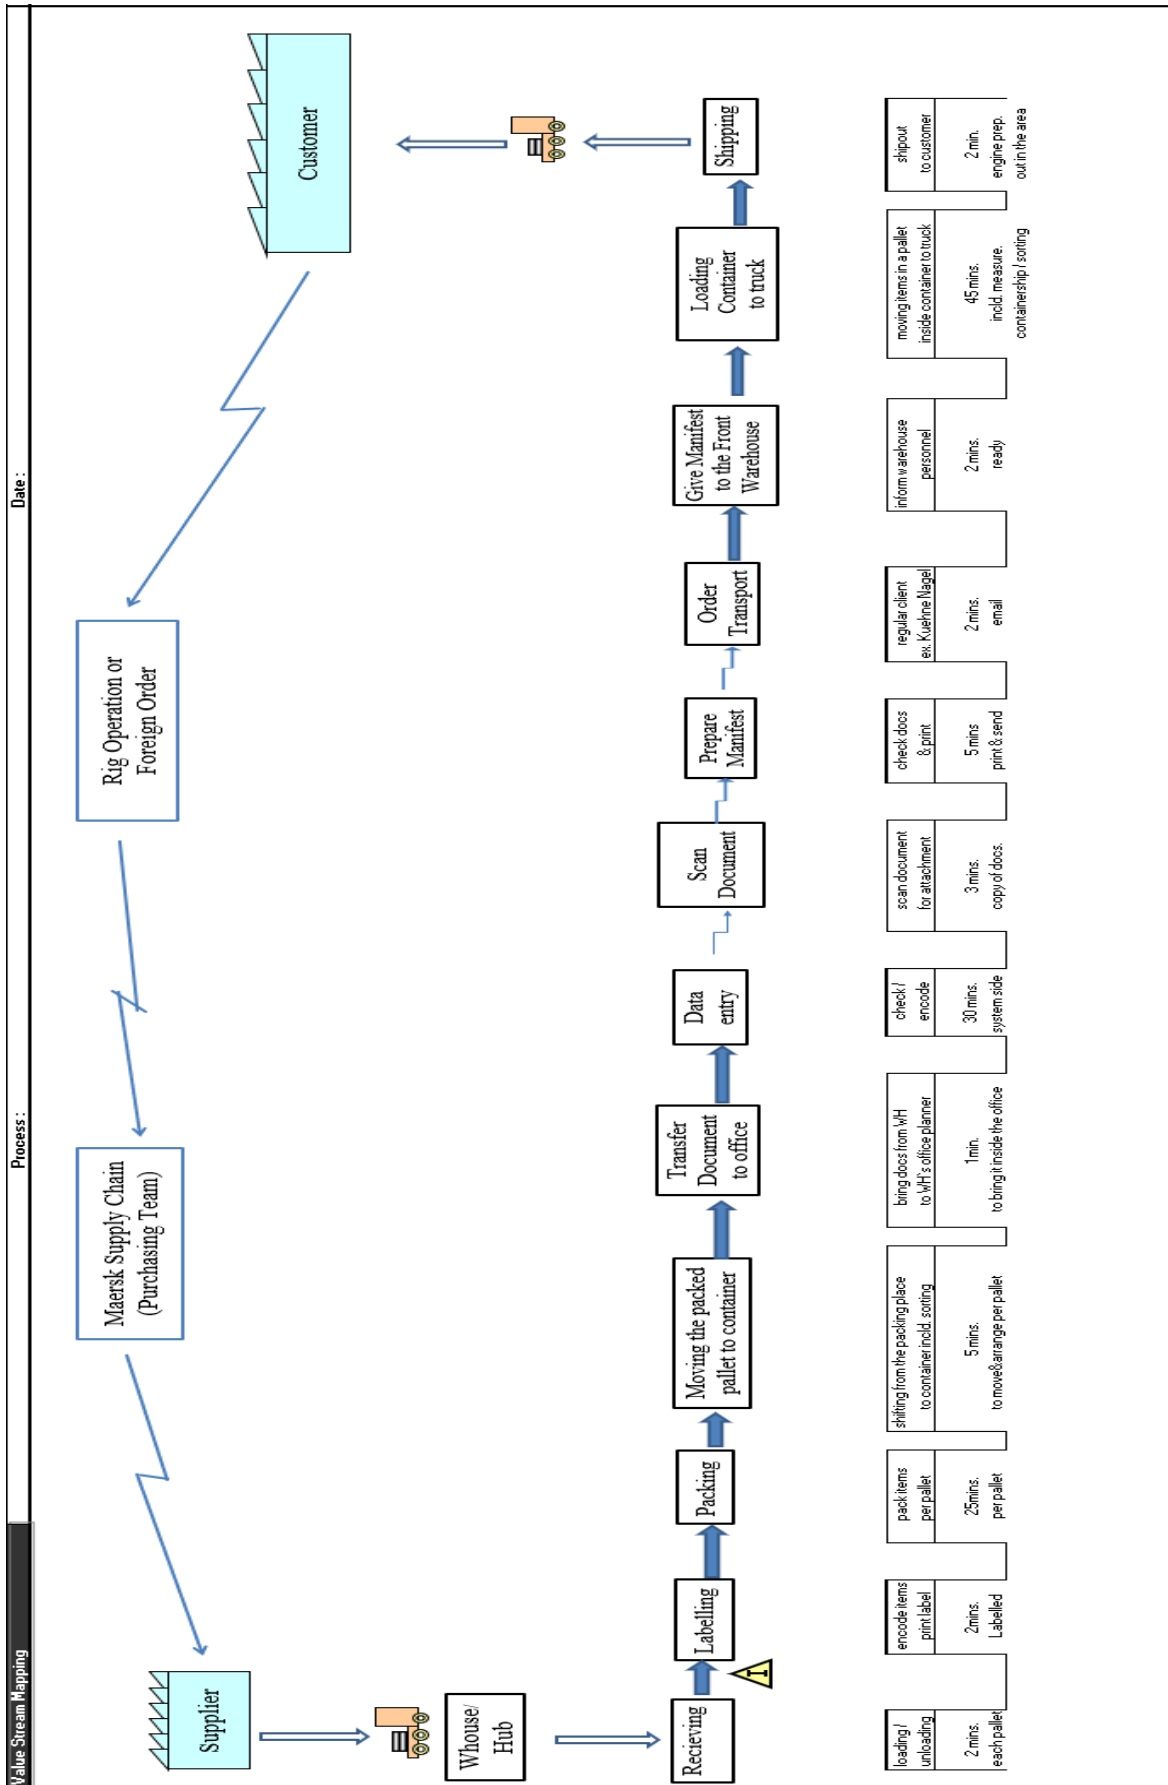 Value Stream Mapping
Process :
Date :
Supplier
Maersk Supply Chain
(Purchasing Team)
Rig Operation or
Foreign Order
Customer
Whouse/
Hub
Recieving
I
Labelling
Packing
Moving the packed
pallet to container
Transfer
Document
to office
Data
entry
Scan
Document
Prepare
Manifest
Order
Transport
Give Manifest
to the Front
Warehouse
Loading
Container
to truck
Shipping
loading /
unloading
2 mins.
each pallet
encode items
print label
2mins.
Labelled
pack items
per pallet
25mins.
per pallet
shifting from the packing place
to container incld. sorting
5 mins.
to move&arrange per pallet
bring docs from WH
to WH's office planner
1min.
to bring it inside the office
check /
encode
30 mins.
system side
scan document
for attachment
3 mins.
copy of docs.
check docs
& print
5 mins
print & send
regular client
ex. Kuehne Nagel
2 mins.
email
inform warehouse
personnel
2 mins.
ready
moving items in a pallet
inside container to truck
45 mins.
incld. measure.
containership / sorting
shipout
to customer
2 min.
engine prep.
out in the area